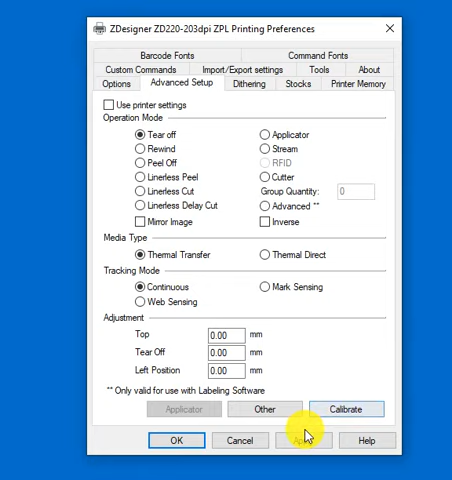 ZDesigner ZD220-203dpi ZPL Printing Preferences
Barcode Fonts Command Fonts
Custom Commands Import/Export settings Tools About
Options Advanced Setup Dithering Stocks Printer Memory
Use printer settings
Operation Mode
Tear off Applicator
Rewind Stream
Peel Off RFID
Linerless Peel Cutter
Linerless Cut Group Quantity: 0
Linerless Delay Cut Advanced **
Mirror Image Inverse
Media Type
Thermal Transfer Thermal Direct
Tracking Mode
Continuous Mark Sensing
Web Sensing
Adjustment
Top 0.00 mm
Tear Off 0.00 mm
Left Position 0.00 mm
** Only valid for use with Labeling Software
Applicator Other Calibrate
OK Cancel Help